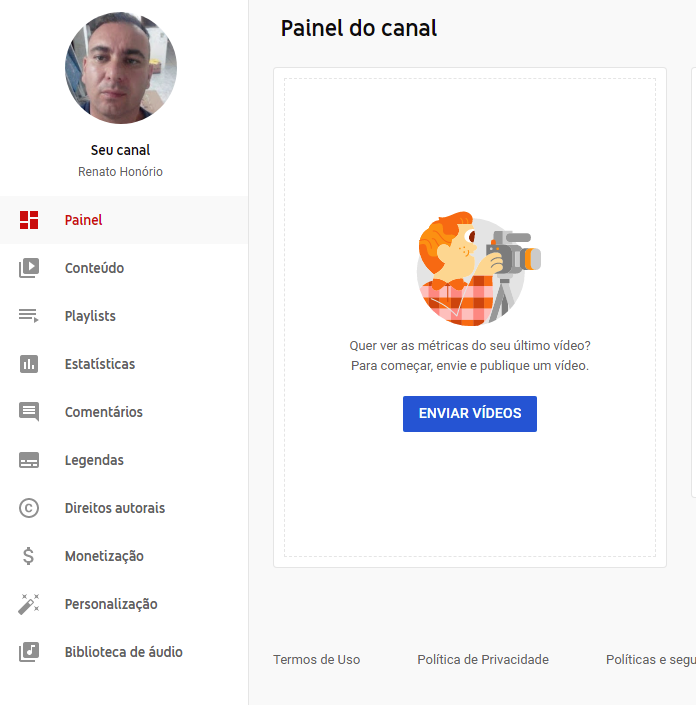 Painel do canal
Seu canal
Renato Honório
Painel
Conteúdo
Playlists
Estatísticas
Comentários
Legendas
Direitos autorais
Monetização
Personalização
Biblioteca de áudio
Quer ver as métricas do seu último vídeo?
Para começar, envie e publique um vídeo.
ENVIAR VÍDEOS
Termos de Uso
Política de Privacidade
Políticas e segu